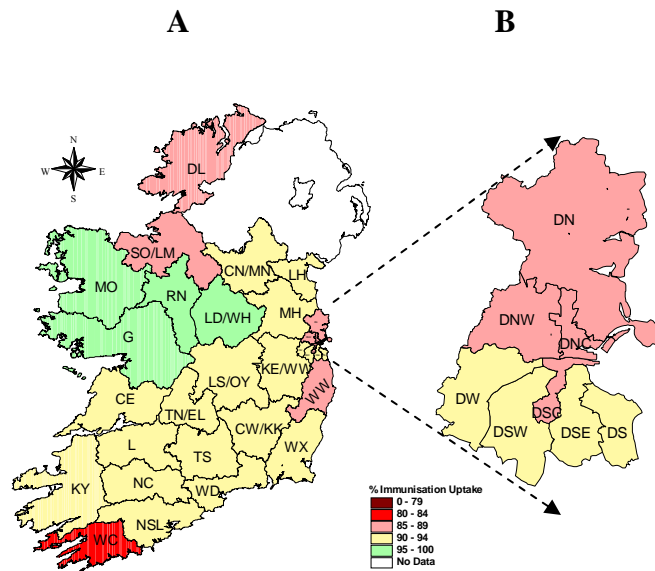 A
B
N
W E
S
DL
SO/LM
MO
RN
CN/MN
LH
LD/WH
MH
G
LS/OY
KE/WW
WW
CE
TN/EL
CW/KK
WX
L
TS
KY
NC
WD
NSL
WC
DN
DNW
DNC
DW
DSC
DSW
DSE
DS
% Immunisation Uptake
0 - 79
80 - 84
85 - 89
90 - 94
95 - 100
No Data